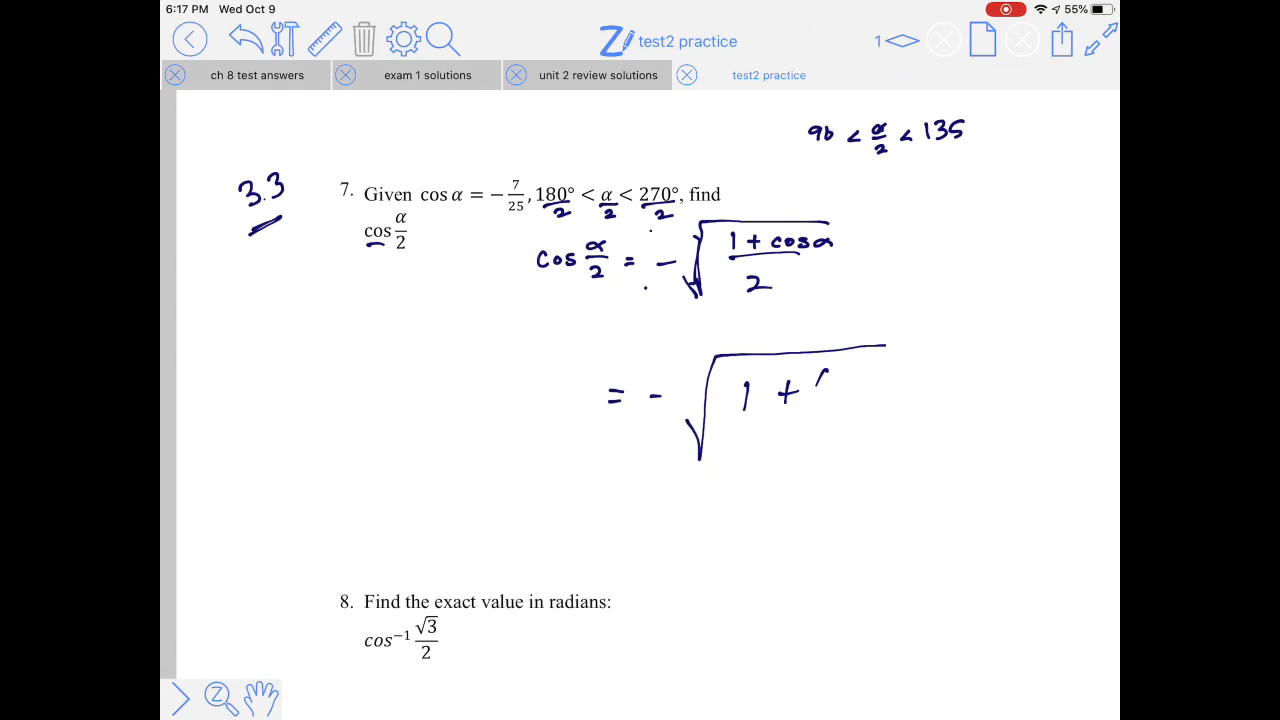 6:17 PM Wed Oct 9 55%
test2 practice 1
ch 8 test answers exam 1 solutions unit 2 review solutions test2 practice
90 < α/2 < 135
3.3
7. Given cos α = − 7/25, 180°/2 < α/2 < 270°/2, find
cos α/2
cos α/2 = − √(1 + cos α)/2
= − √1 +
8. Find the exact value in radians:
cos⁻¹ √3/2